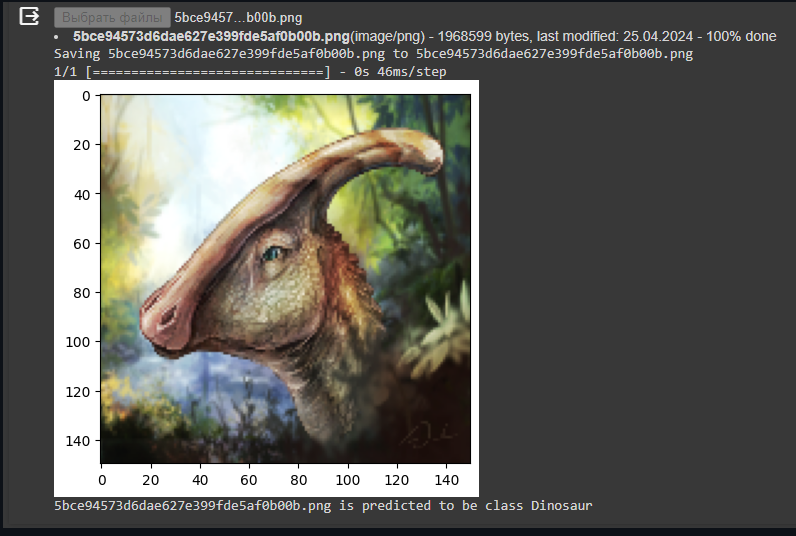 Выбрать файлы 5bce9457...b00b.png
5bce94573d6dae627e399fde5af0b00b.png(image/png) - 1968599 bytes, last modified: 25.04.2024 - 100% done
Saving 5bce94573d6dae627e399fde5af0b00b.png to 5bce94573d6dae627e399fde5af0b00b.png
1/1 [==============================] - 0s 46ms/step
0
20
40
60
80
100
120
140
0 20 40 60 80 100 120 140
5bce94573d6dae627e399fde5af0b00b.png is predicted to be class Dinosaur